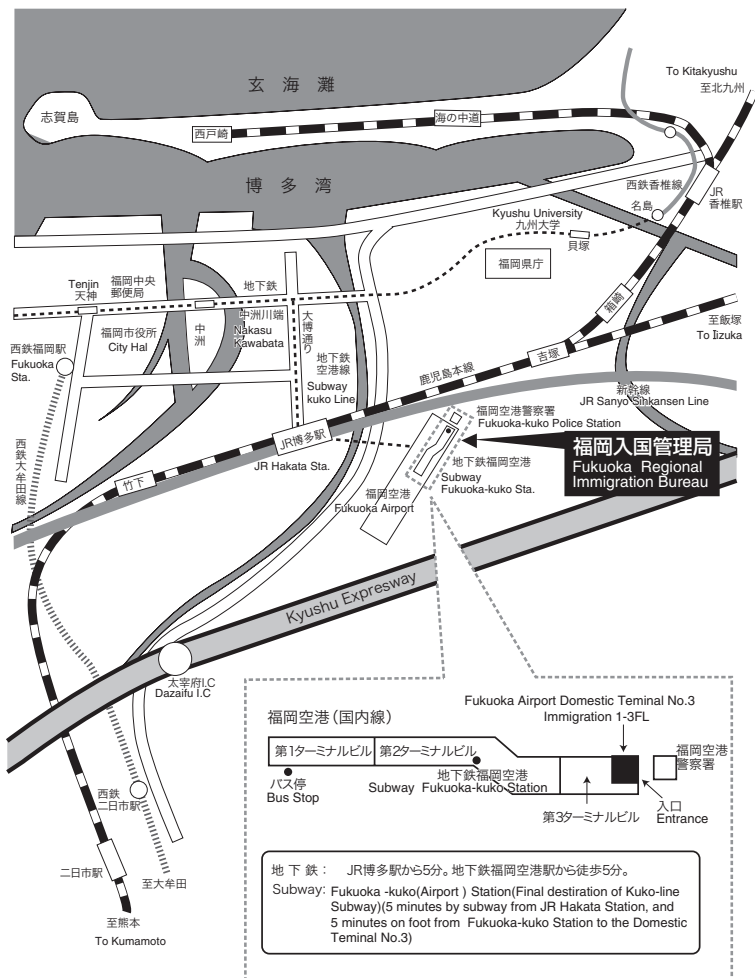 玄海灘
To Kitakyushu
至北九州
志賀島
西戸崎
海の中道
博多湾
西鉄香椎線
名島
JR
香椎駅
Kyushu University
九州大学
貝塚
福岡県庁
箱崎
Tenjin
天神
福岡中央
郵便局
地下鉄
福岡市役所
City Hal
中洲
中洲川端
Nakasu
Kawabata
大博通り
地下鉄
空港線
Subway
kuko Line
西鉄福岡駅
Fukuoka
Sta.
鹿児島本線
吉塚
至飯塚
To Iizuka
新幹線
JR Sanyo Sihkansen Line
福岡空港警察署
Fukuoka-kuko Police Station
JR博多駅
JR Hakata Sta.
福岡入国管理局
Fukuoka Regional
Immigration Bureau
地下鉄福岡空港
Subway
Fukuoka-kuko Sta.
福岡空港
Fukuoka Airport
西鉄大牟田線
竹下
Kyushu Expresway
太宰府I.C
Dazaifu I.C
西鉄
二日市駅
二日市駅
至大牟田
至熊本
To Kumamoto
Fukuoka Airport Domestic Teminal No.3
Immigration 1-3FL
福岡空港（国内線）
第1ターミナルビル
第2ターミナルビル
バス停
Bus Stop
地下鉄福岡空港
Subway Fukuoka-kuko Station
第3ターミナルビル
福岡空港
警察署
入口
Entrance
地下鉄： JR博多駅から5分。地下鉄福岡空港駅から徒歩5分。
Subway: Fukuoka -kuko(Airport ) Station(Final destiration of Kuko-line
Subway)(5 minutes by subway from JR Hakata Station, and
5 minutes on foot from Fukuoka-kuko Station to the Domestic
Teminal No.3)